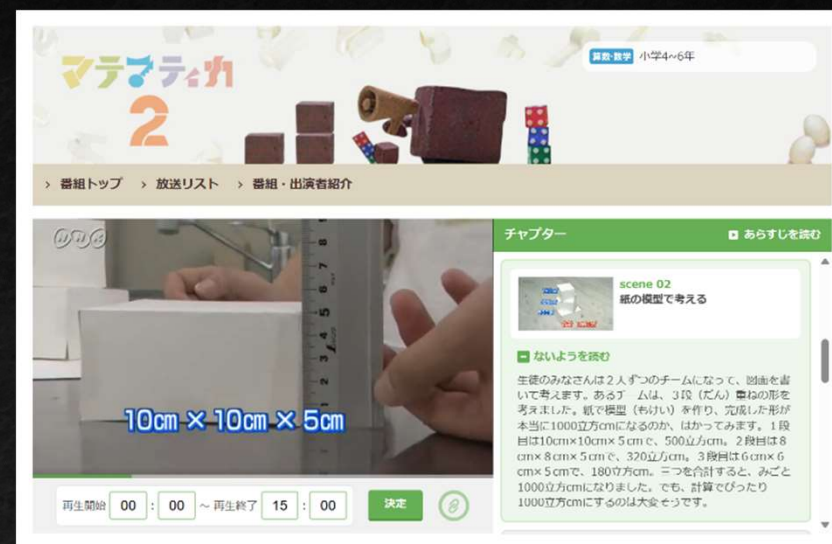 マテマティカ
2
算数・数学 小学4~6年
› 番組トップ › 放送リスト › 番組・出演者紹介
NHK
8
7
6
5
4
3
2
1
10cm×10cm×5cm
再生開始 00 : 00 ～再生終了 15 : 00 決定
チャプター あらすじを読む
scene 02
紙の模型で考える
ないようを読む
生徒のみなさんは２人ずつのチームになって、図面を書
いて考えます。あるチームは、３段（だん）重ねの形を
考えました。紙で模型（もけい）を作り、完成した形が
本当に1000立方cmになるのか、はかってみます。１段
目は10cm×10cm×５cmで、500立方cm。２段目は８
cm×８cm×５cmで、320立方cm。３段目は６cm×６
cm×５cmで、180立方cm。三つを合計すると、みごと
1000立方cmになりました。でも、計算でぴったり
1000立方cmにするのは大変そうです。